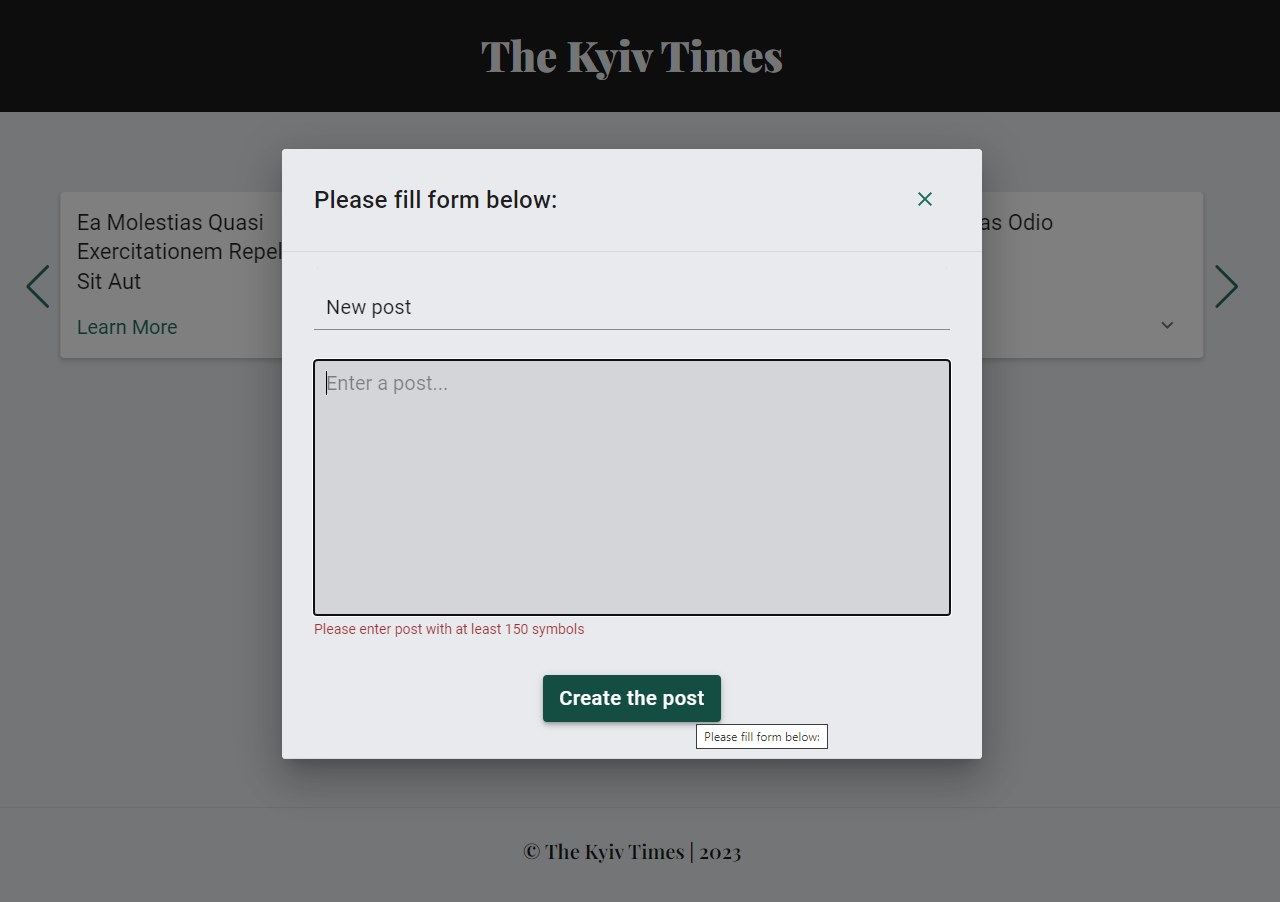 The Kyiv Times
Please fill form below:
Ea Molestias Quasi
Exercitationem Repel
Sit Aut
Learn More
as Odio
New post
Enter a post...
Please enter post with at least 150 symbols
Create the post
Please fill form below:
© The Kyiv Times | 2023